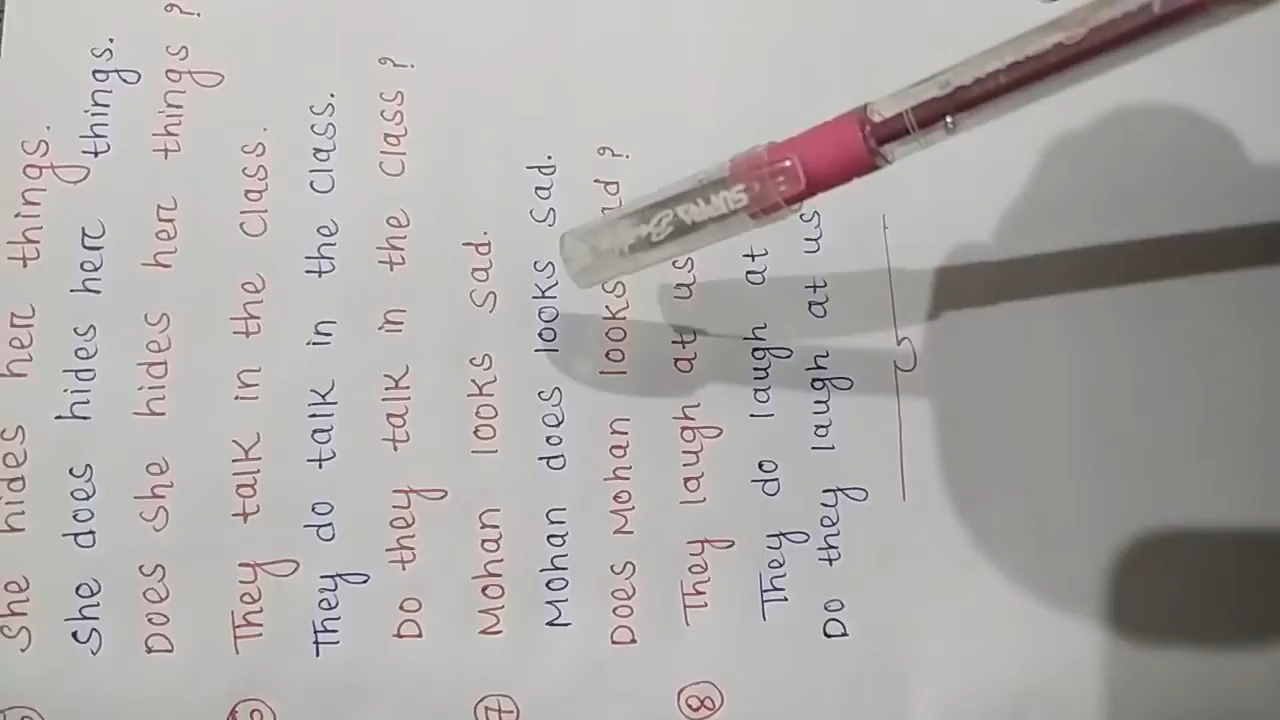 She hides her things.
She does hides her things.
Does she hides her things ?
They talk in the class.
They do talk in the class.
Do they talk in the class ?
7 Mohan looks sad.
Mohan does looks sad.
Does Mohan looks ?
8 They laugh at us
They do laugh at
Do they laugh at us
SUPRA